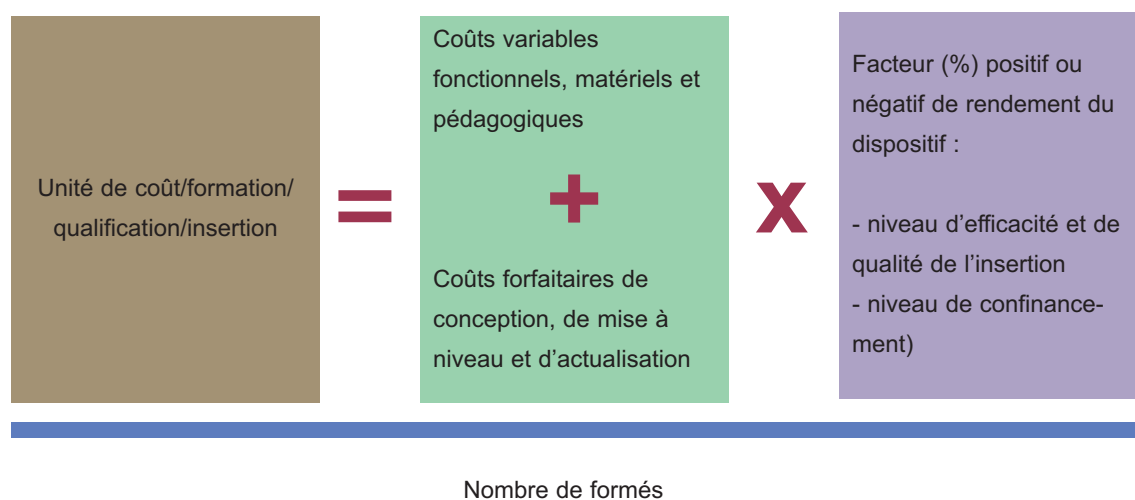 Unité de coût/formation/
qualification/insertion
=
Coûts variables
fonctionnels, matériels et
pédagogiques
+
Coûts forfaitaires de
conception, de mise à
niveau et d’actualisation
x
Facteur (%) positif ou
négatif de rendement du
dispositif :
- niveau d’efficacité et de
qualité de l’insertion
- niveau de confinance-
ment)
Nombre de formés